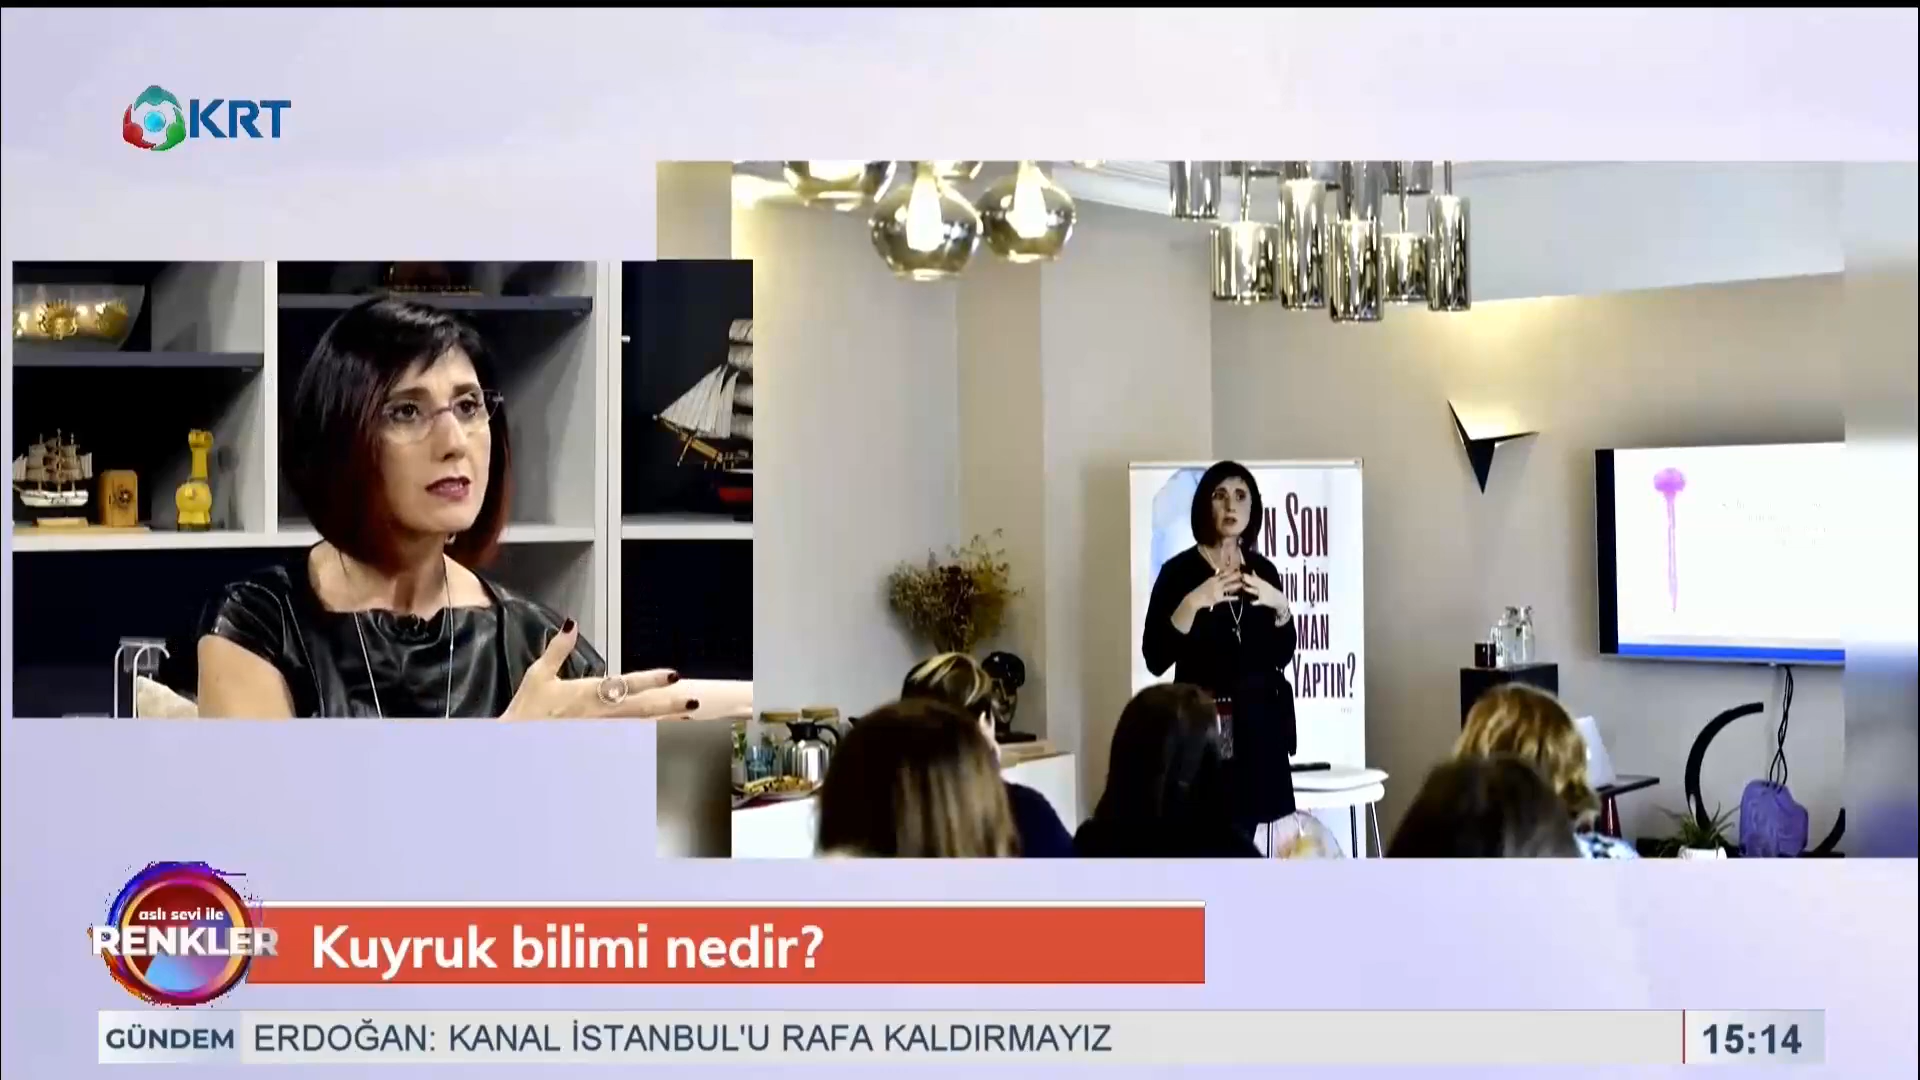 KRT
N SON
İÇİN
MAN
YAPTIN?
aslı sevi ile
RENKLER
Kuyruk bilimi nedir?
GÜNDEM ERDOĞAN: KANAL İSTANBUL'U RAFA KALDIRMAYIZ 15:14